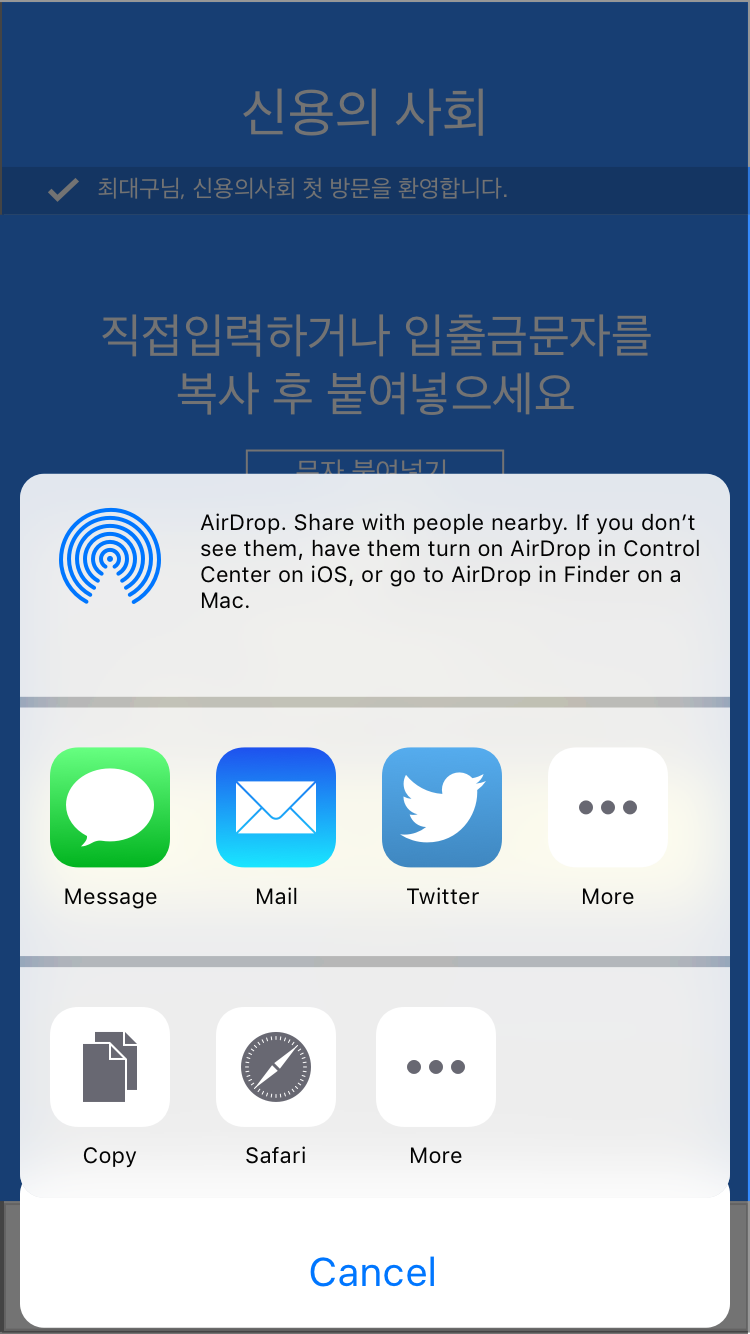 신용의 사회
최대구님, 신용의사회 첫 방문을 환영합니다.
직접입력하거나 입출금문자를
복사 후 붙여넣으세요
문자 붙여넣기
AirDrop. Share with people nearby. If you don’t
see them, have them turn on AirDrop in Control
Center on iOS, or go to AirDrop in Finder on a
Mac.
Message Mail Twitter More
Copy Safari More
Cancel